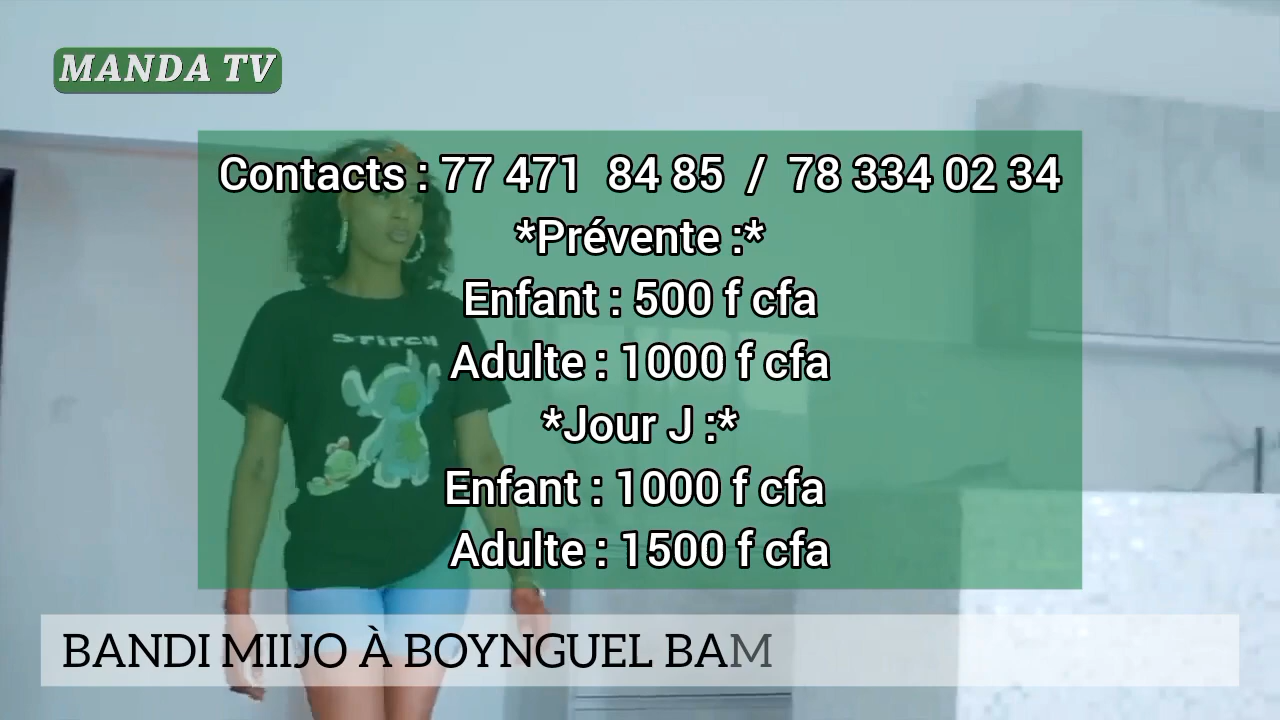 MANDA TV
Contacts : 77 471 84 85 / 78 334 02 34
*Prévente :*
Enfant : 500 f cfa
Adulte : 1000 f cfa
*Jour J :*
STITCH
Enfant : 1000 f cfa
Adulte : 1500 f cfa
BANDI MIIJO À BOYNGUEL BAM